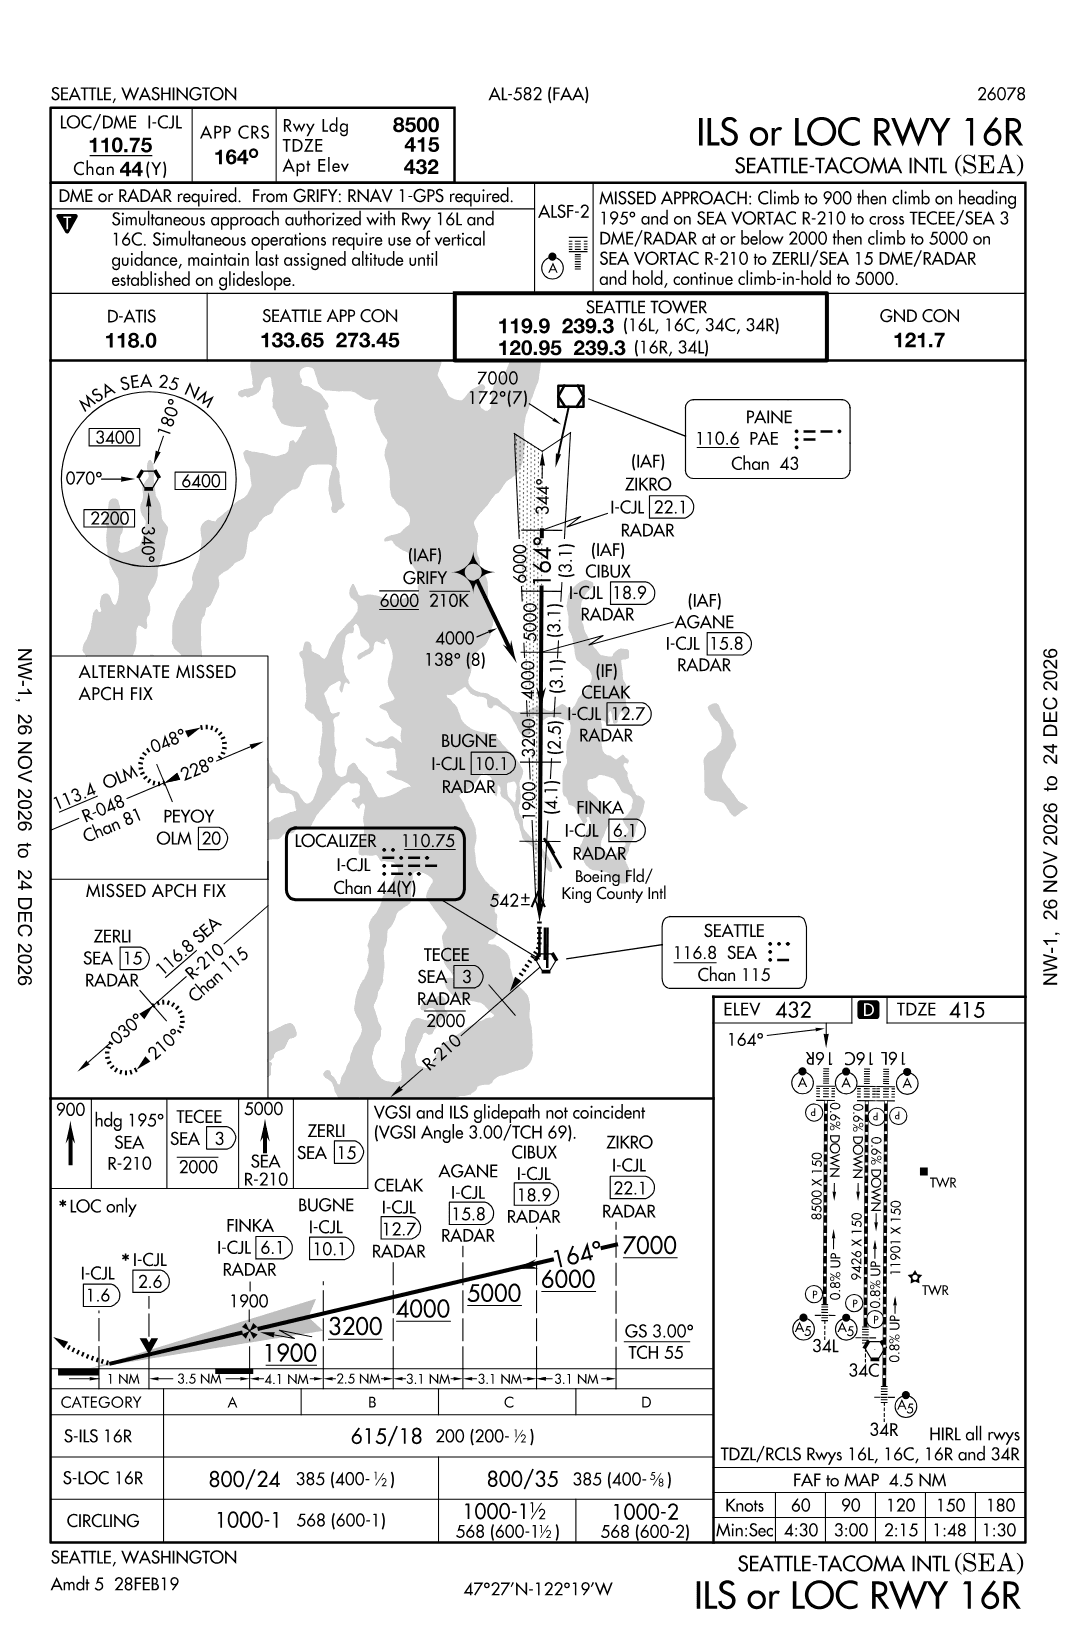 SEATTLE, WASHINGTON
AL-582 (FAA)
26078
LOC/DME I-CJL
110.75
Chan 44 (Y)
APP CRS
164°
Rwy Ldg 8500
TDZE 415
Apt Elev 432
ILS or LOC RWY 16R
SEATTLE-TACOMA INTL (SEA)
DME or RADAR required. From GRIFY: RNAV 1-GPS required.
T
Simultaneous approach authorized with Rwy 16L and
16C. Simultaneous operations require use of vertical
guidance, maintain last assigned altitude until
established on glideslope.
ALSF-2
A
MISSED APPROACH: Climb to 900 then climb on heading
195° and on SEA VORTAC R-210 to cross TECEE/SEA 3
DME/RADAR at or below 2000 then climb to 5000 on
SEA VORTAC R-210 to ZERLI/SEA 15 DME/RADAR
and hold, continue climb-in-hold to 5000.
D-ATIS
118.0
SEATTLE APP CON
133.65 273.45
SEATTLE TOWER
119.9 239.3 (16L, 16C, 34C, 34R)
120.95 239.3 (16R, 34L)
GND CON
121.7
MSA SEA 25 NM
180°
3400
070°
6400
2200
340°
7000
172°(7)
PAINE
110.6 PAE
Chan 43
344°
(IAF)
ZIKRO
I-CJL 22.1
RADAR
164°
6000
(3.1)
(IAF)
CIBUX
I-CJL 18.9
RADAR
(IAF)
GRIFY
6000 210K
4000
138° (8)
5000
(3.1)
(IAF)
AGANE
I-CJL 15.8
RADAR
4000
(3.1)
(IF)
CELAK
I-CJL 12.7
RADAR
3200
(2.5)
BUGNE
I-CJL 10.1
RADAR
1900
(4.1)
FINKA
I-CJL 6.1
RADAR
Boeing Fld/
King County Intl
542±
LOCALIZER 110.75
I-CJL
Chan 44(Y)
SEATTLE
116.8 SEA
Chan 115
TECEE
SEA 3
RADAR
2000
R-210
ALTERNATE MISSED
APCH FIX
048°
228°
113.4 OLM
R-048
Chan 81
PEYOY
OLM 20
MISSED APCH FIX
ZERLI
SEA 15
RADAR
116.8 SEA
R-210
Chan 115
030°
210°
NW-1, 26 NOV 2026 to 24 DEC 2026
NW-1, 26 NOV 2026 to 24 DEC 2026
ELEV 432
D
TDZE 415
164°
16R
16C
16L
A
A
A
P
P
P
0.6% DOWN
0.6% DOWN
0.6% DOWN
8500 X 150
9426 X 150
11901 X 150
0.8% UP
0.8% UP
0.8% UP
TWR
TWR
P
P
P
A5
A5
A5
34L
34C
34R
HIRL all rwys
TDZL/RCLS Rwys 16L, 16C, 16R and 34R
FAF to MAP 4.5 NM
Knots 60 90 120 150 180
Min:Sec 4:30 3:00 2:15 1:48 1:30
900
hdg 195°
SEA
R-210
TECEE
SEA 3
2000
5000
SEA
R-210
ZERLI
SEA 15
VGSI and ILS glidepath not coincident
(VGSI Angle 3.00/TCH 69).
*LOC only
I-CJL
1.6
*I-CJL
2.6
FINKA
I-CJL 6.1
RADAR
BUGNE
I-CJL
10.1
CELAK
I-CJL
12.7
RADAR
AGANE
I-CJL
15.8
RADAR
CIBUX
I-CJL
18.9
RADAR
ZIKRO
I-CJL
22.1
RADAR
164°
7000
6000
5000
4000
3200
1900
1900
GS 3.00°
TCH 55
1 NM 3.5 NM 4.1 NM 2.5 NM 3.1 NM 3.1 NM 3.1 NM
CATEGORY A B C D
S-ILS 16R 615/18 200 (200-½)
S-LOC 16R 800/24 385 (400-½) 800/35 385 (400-⅝)
CIRCLING 1000-1 568 (600-1) 1000-1½ 568 (600-1½) 1000-2 568 (600-2)
SEATTLE, WASHINGTON
Amdt 5 28FEB19
47°27'N-122°19'W
SEATTLE-TACOMA INTL (SEA)
ILS or LOC RWY 16R